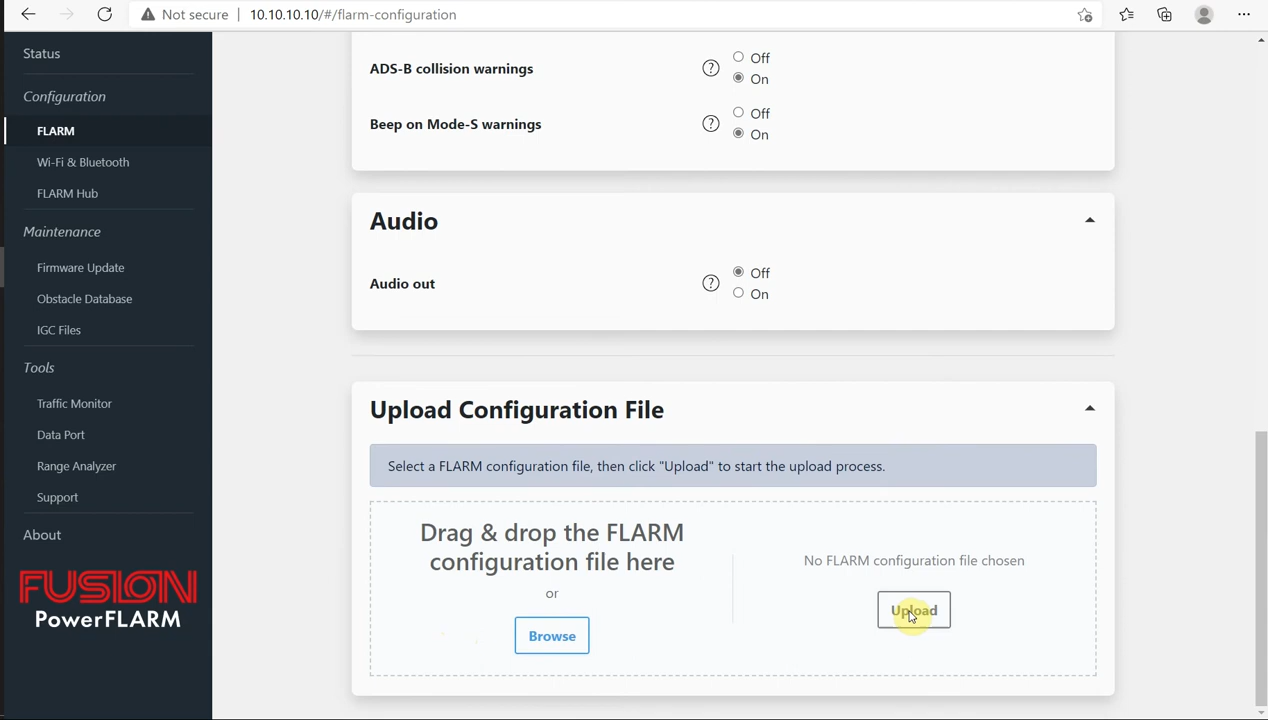 Not secure
10.10.10.10/#/flarm-configuration
Status
Configuration
FLARM
Wi-Fi & Bluetooth
FLARM Hub
Maintenance
Firmware Update
Obstacle Database
IGC Files
Tools
Traffic Monitor
Data Port
Range Analyzer
Support
About
FUSION
PowerFLARM
ADS-B collision warnings
?
Off
On
Beep on Mode-S warnings
?
Off
On
Audio
Audio out
?
Off
On
Upload Configuration File
Select a FLARM configuration file, then click "Upload" to start the upload process.
Drag & drop the FLARM
configuration file here
or
Browse
No FLARM configuration file chosen
Upload